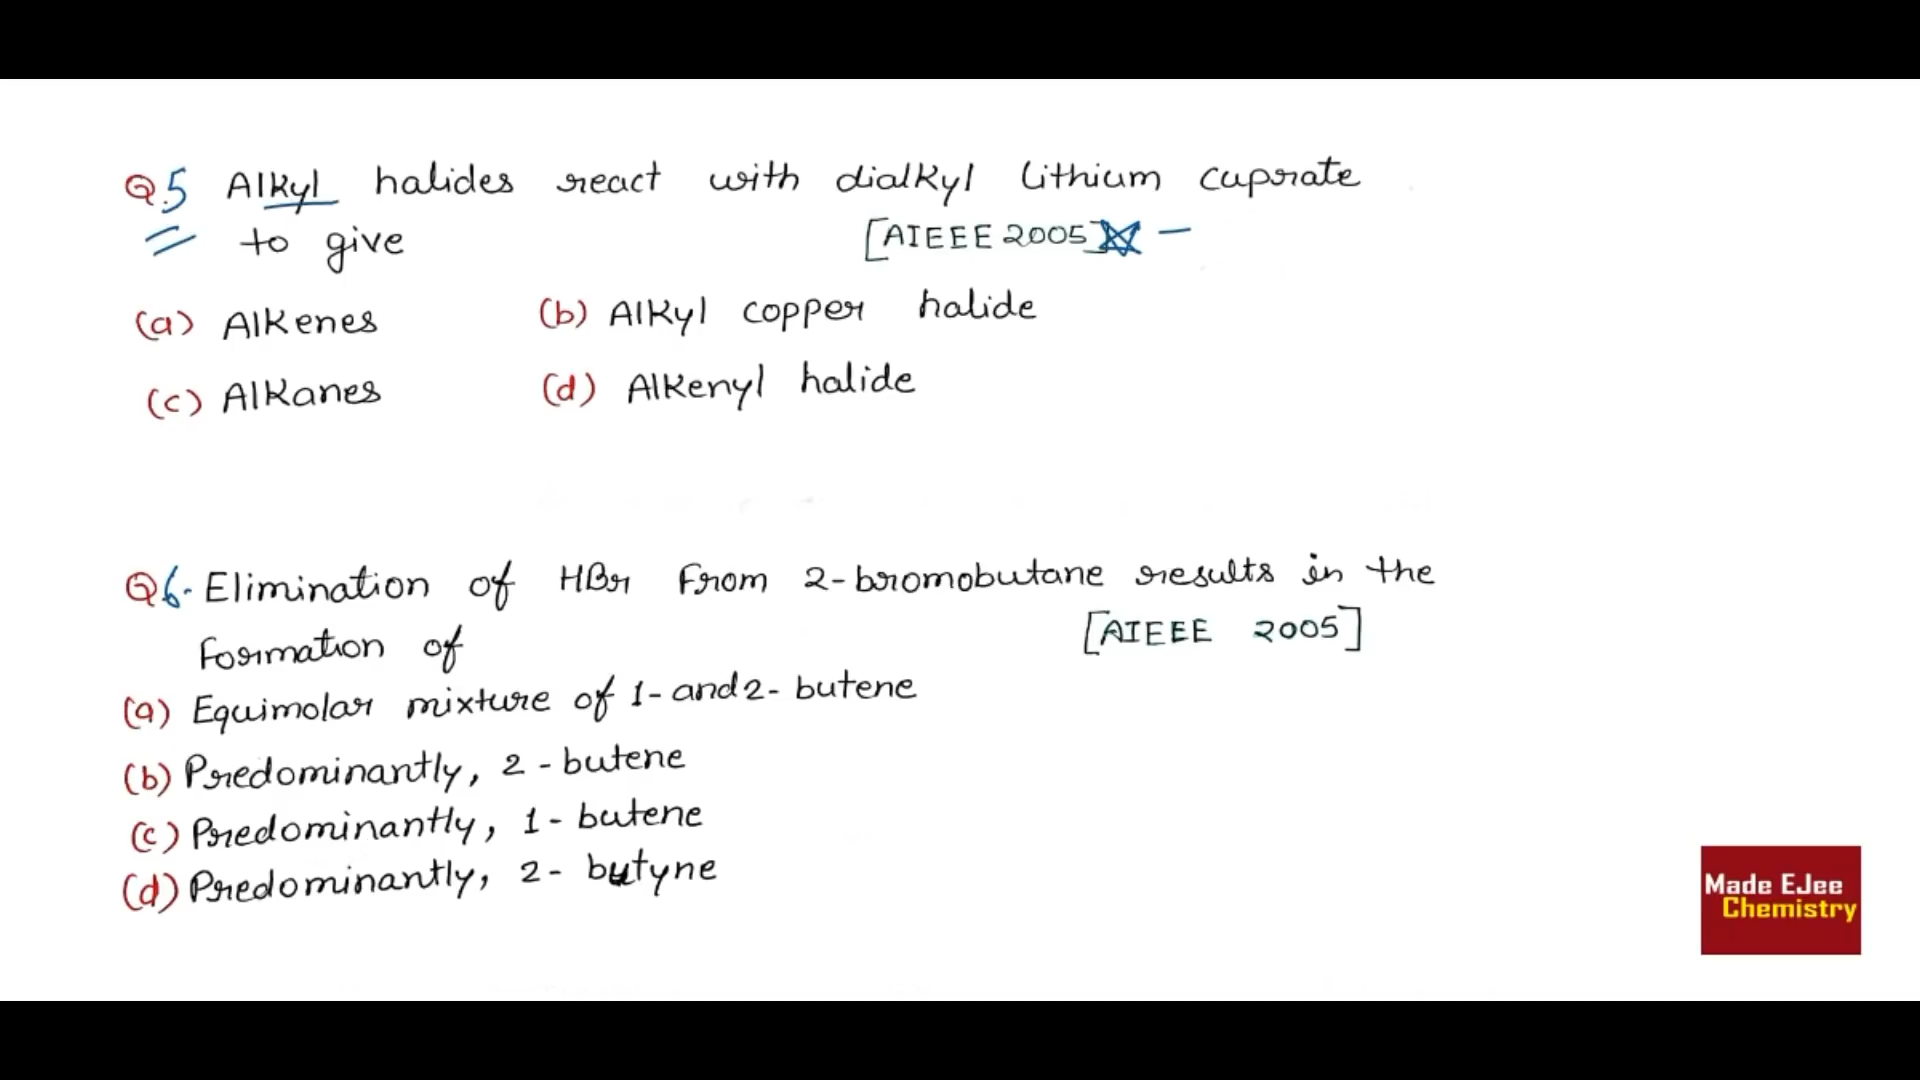 Q.5 Alkyl halides react with dialkyl lithium cuprate
to give [AIEEE 2005]
(a) Alkenes (b) Alkyl copper halide
(c) Alkanes (d) Alkenyl halide
Q6. Elimination of HBr From 2-bromobutane results in the
Formation of [AIEEE 2005]
(a) Equimolar mixture of 1- and 2- butene
(b) Predominantly, 2 - butene
(c) Predominantly, 1 - butene
(d) Predominantly, 2 - butyne
Made EJee
Chemistry